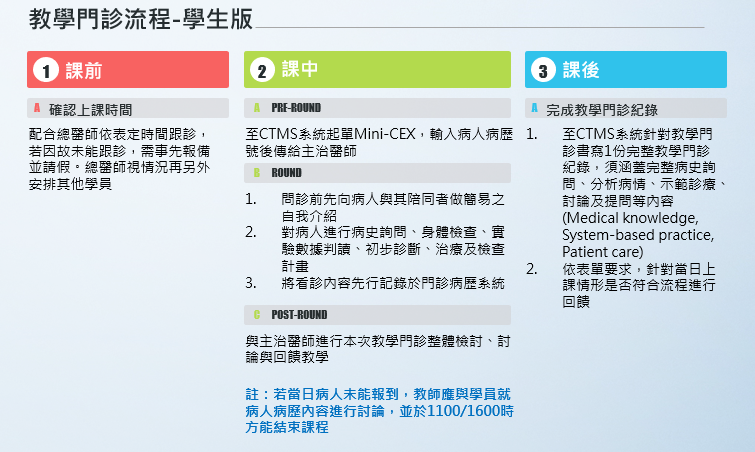 教學門診流程-學生版
1 課前
A 確認上課時間
配合總醫師依表定時間跟診，
若因故未能跟診，需事先報備
並請假。總醫師視情況再另外
安排其他學員
2 課中
A PRE-ROUND
至CTMS系統起單Mini-CEX，輸入病人病歷
號後傳給主治醫師
B ROUND
1. 問診前先向病人與其陪同者做簡易之
自我介紹
2. 對病人進行病史詢問、身體檢查、實
驗數據判讀、初步診斷、治療及檢查
計畫
3. 將看診內容先行記錄於門診病歷系統
C POST-ROUND
與主治醫師進行本次教學門診整體檢討、討
論與回饋教學
註：若當日病人未能報到，教師應與學員就
病人病歷內容進行討論，並於1100/1600時
方能結束課程
3 課後
A 完成教學門診紀錄
1. 至CTMS系統針對教學門
診書寫1份完整教學門診
紀錄，須涵蓋完整病史詢
問、分析病情、示範診療、
討論及提問等內容
(Medical knowledge,
System-based practice,
Patient care)
2. 依表單要求，針對當日上
課情形是否符合流程進行
回饋